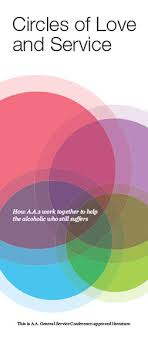 Circles of Love
and Service
How A.A.s work together to help
the alcoholic who still suffers
This is A.A. General Service Conference-approved literature.